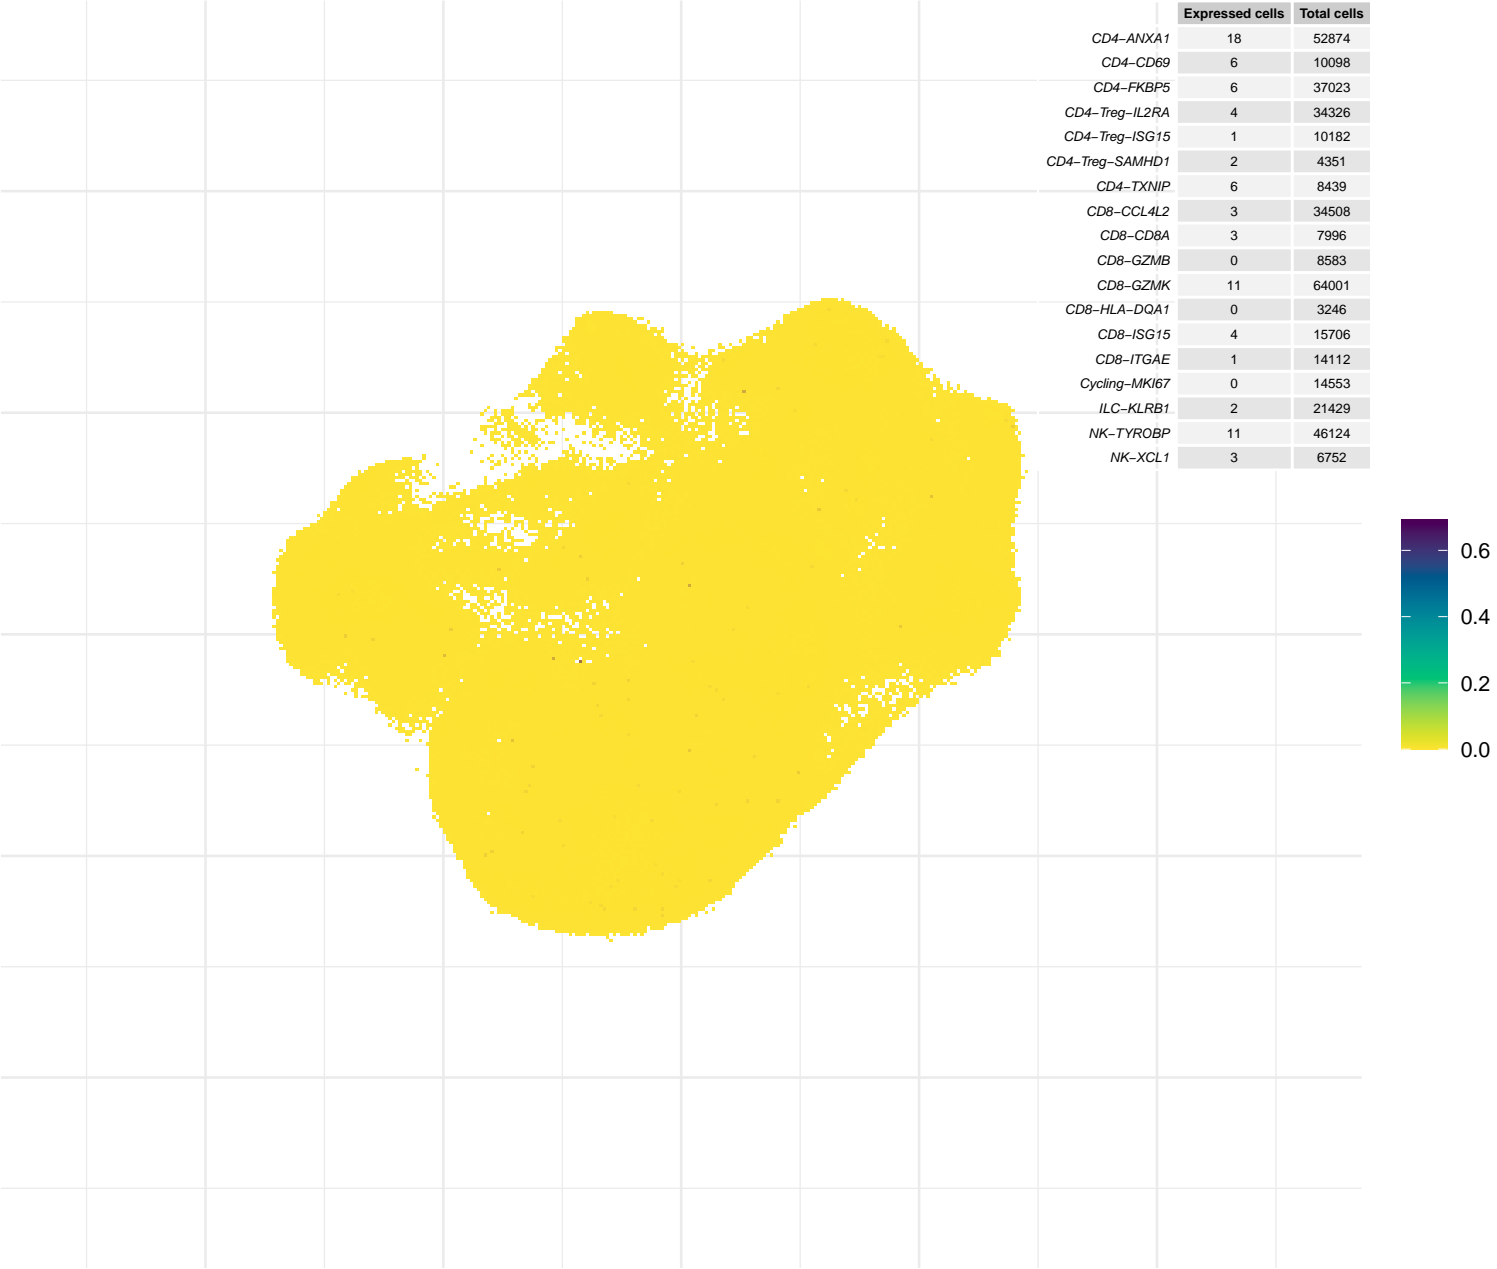 Expressed cells Total cells
CD4−ANXA1 18 52874
CD4−CD69 6 10098
CD4−FKBP5 6 37023
CD4−Treg−IL2RA 4 34326
CD4−Treg−ISG15 1 10182
CD4−Treg−SAMHD1 2 4351
CD4−TXNIP 6 8439
CD8−CCL4L2 3 34508
CD8−CD8A 3 7996
CD8−GZMB 0 8583
CD8−GZMK 11 64001
CD8−HLA−DQA1 0 3246
CD8−ISG15 4 15706
CD8−ITGAE 1 14112
Cycling−MKI67 0 14553
ILC−KLRB1 2 21429
NK−TYROBP 11 46124
NK−XCL1 3 6752
0.6
0.4
0.2
0.0